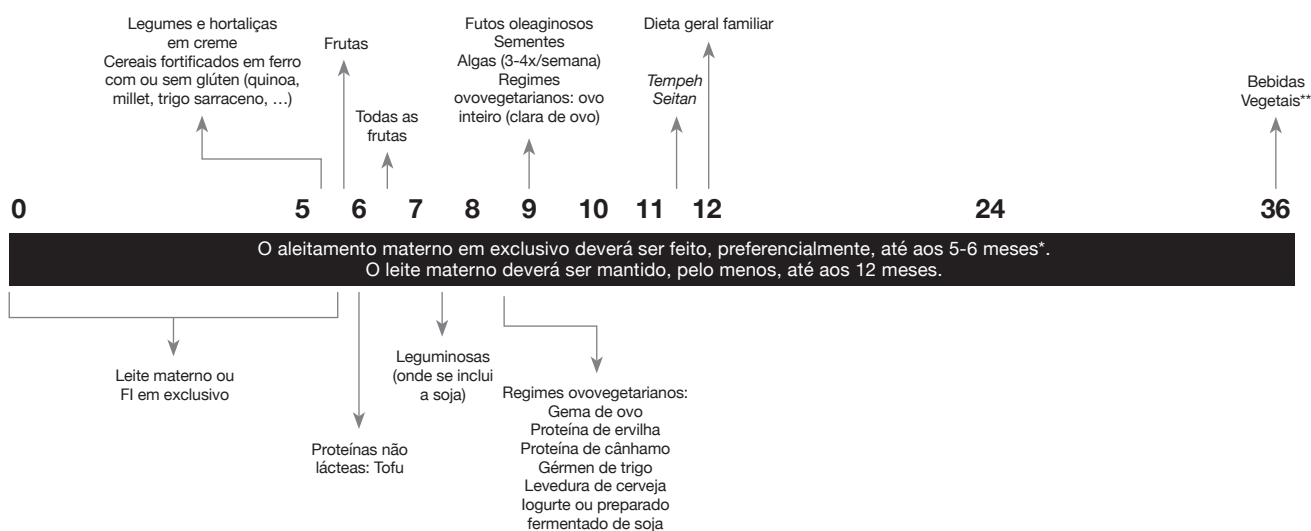 Legumes e hortaliças
em creme
Cereais fortificados em ferro
com ou sem glúten (quinoa,
millet, trigo sarraceno, …)
Frutas
Todas as
frutas
Futos oleaginosos
Sementes
Algas (3-4x/semana)
Regimes
ovovegetarianos: ovo
inteiro (clara de ovo)
Tempeh
Seitan
Dieta geral familiar
Bebidas
Vegetais**
0 5 6 7 8 9 10 11 12 24 36
O aleitamento materno em exclusivo deverá ser feito, preferencialmente, até aos 5-6 meses*.
O leite materno deverá ser mantido, pelo menos, até aos 12 meses.
Leite materno ou
FI em exclusivo
Proteínas não
lácteas: Tofu
Leguminosas
(onde se inclui
a soja)
Regimes ovovegetarianos:
Gema de ovo
Proteína de ervilha
Proteína de cânhamo
Gérmen de trigo
Levedura de cerveja
Iogurte ou preparado
fermentado de soja